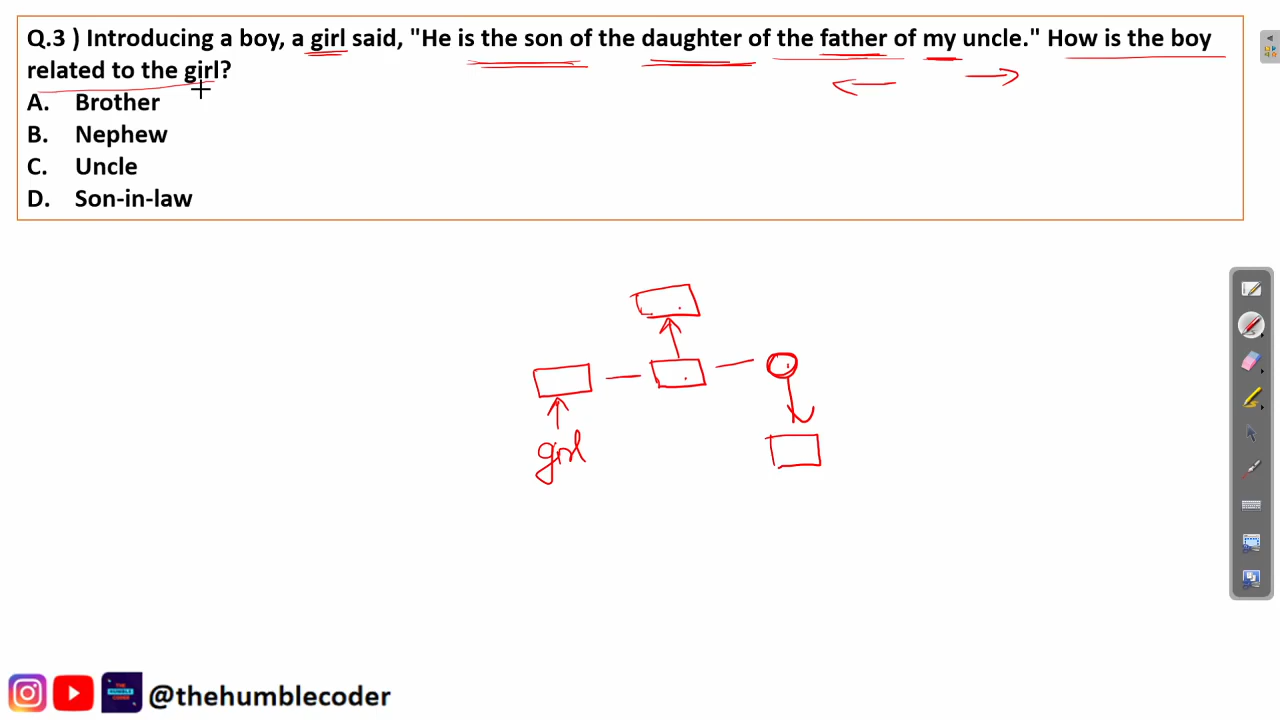 Q.3 ) Introducing a boy, a girl said, "He is the son of the daughter of the father of my uncle." How is the boy
related to the girl?
A. Brother
B. Nephew
C. Uncle
D. Son-in-law
girl
@thehumblecoder